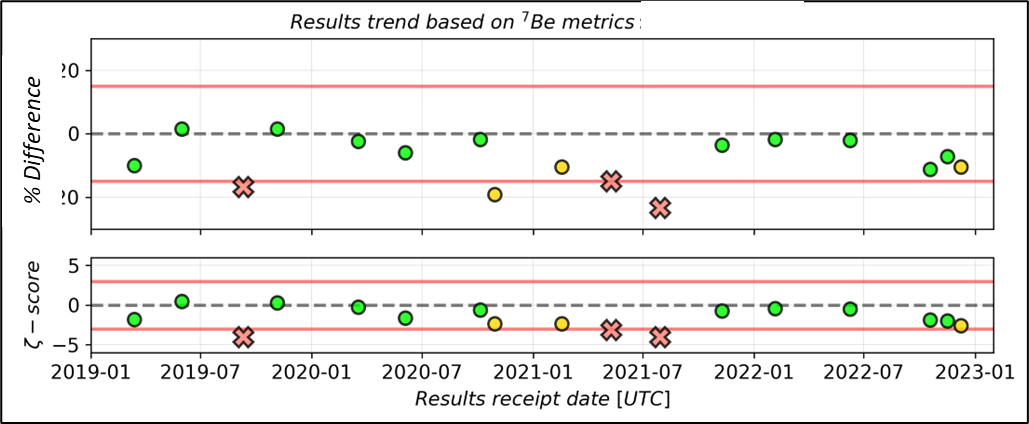 Results trend based on ⁷Be metrics :
% Difference
20
0
20
ζ − score
5
0
−5
2019-01 2019-07 2020-01 2020-07 2021-01 2021-07 2022-01 2022-07 2023-01
Results receipt date [UTC]